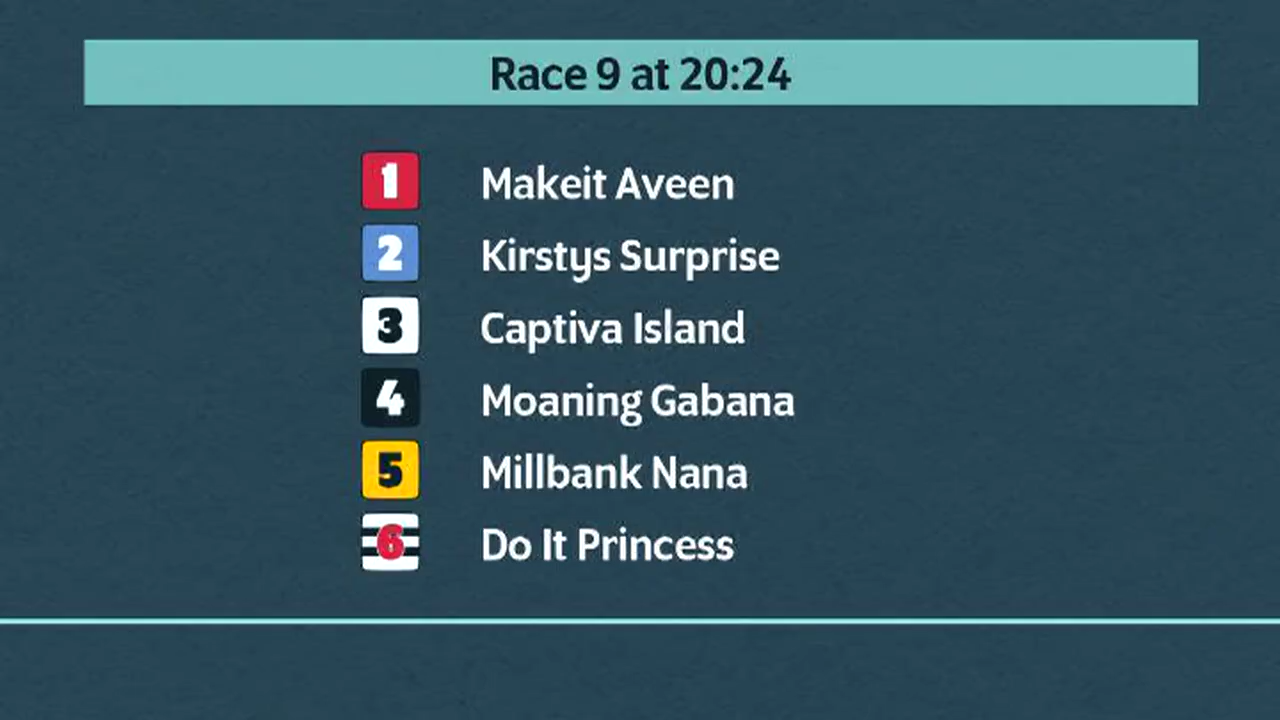 Race 9 at 20:24
1 Makeit Aveen
2 Kirstys Surprise
3 Captiva Island
4 Moaning Gabana
5 Millbank Nana
6 Do It Princess